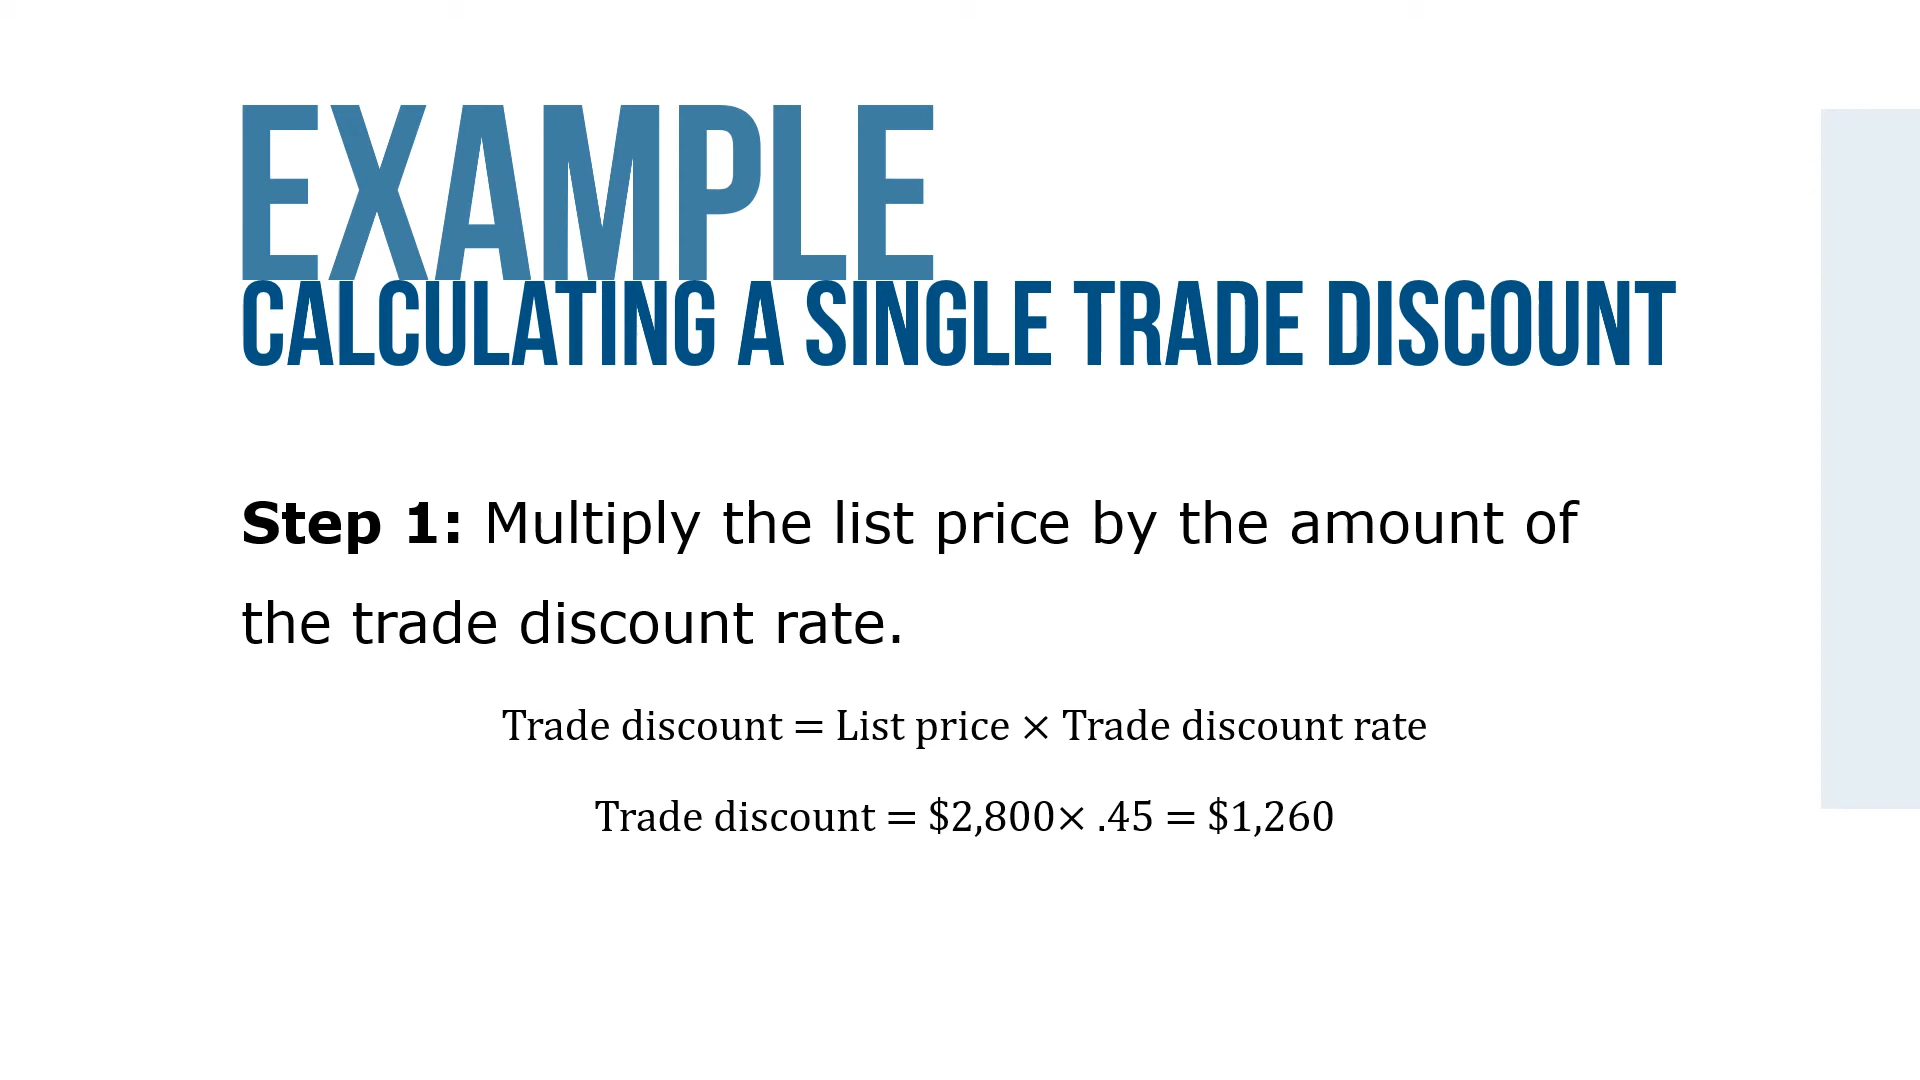 EXAMPLE
CALCULATING A SINGLE TRADE DISCOUNT
Step 1: Multiply the list price by the amount of
the trade discount rate.
Trade discount = List price × Trade discount rate
Trade discount = $2,800× .45 = $1,260